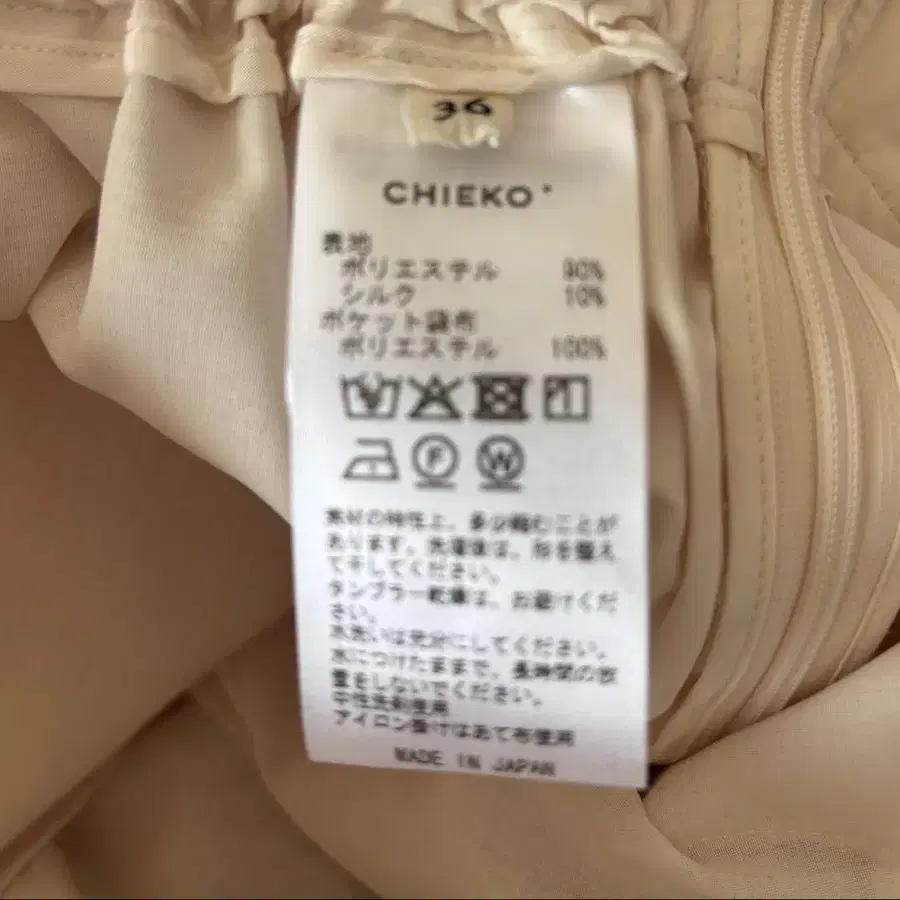 36
CHIEKO+
表地
ポリエステル 90%
シルク 10%
ポケット袋布
ポリエステル 100%
F W
素材の特性上、多少縮むことが
あります。洗濯後は、形を整え
て干してください。
タンブラー乾燥は、お避けくだ
さい。
水洗いは充分にしてください。
水につけたままで、長時間の放
置をしないでください。
中性洗剤使用
アイロン掛けはあて布使用
MADE IN JAPAN